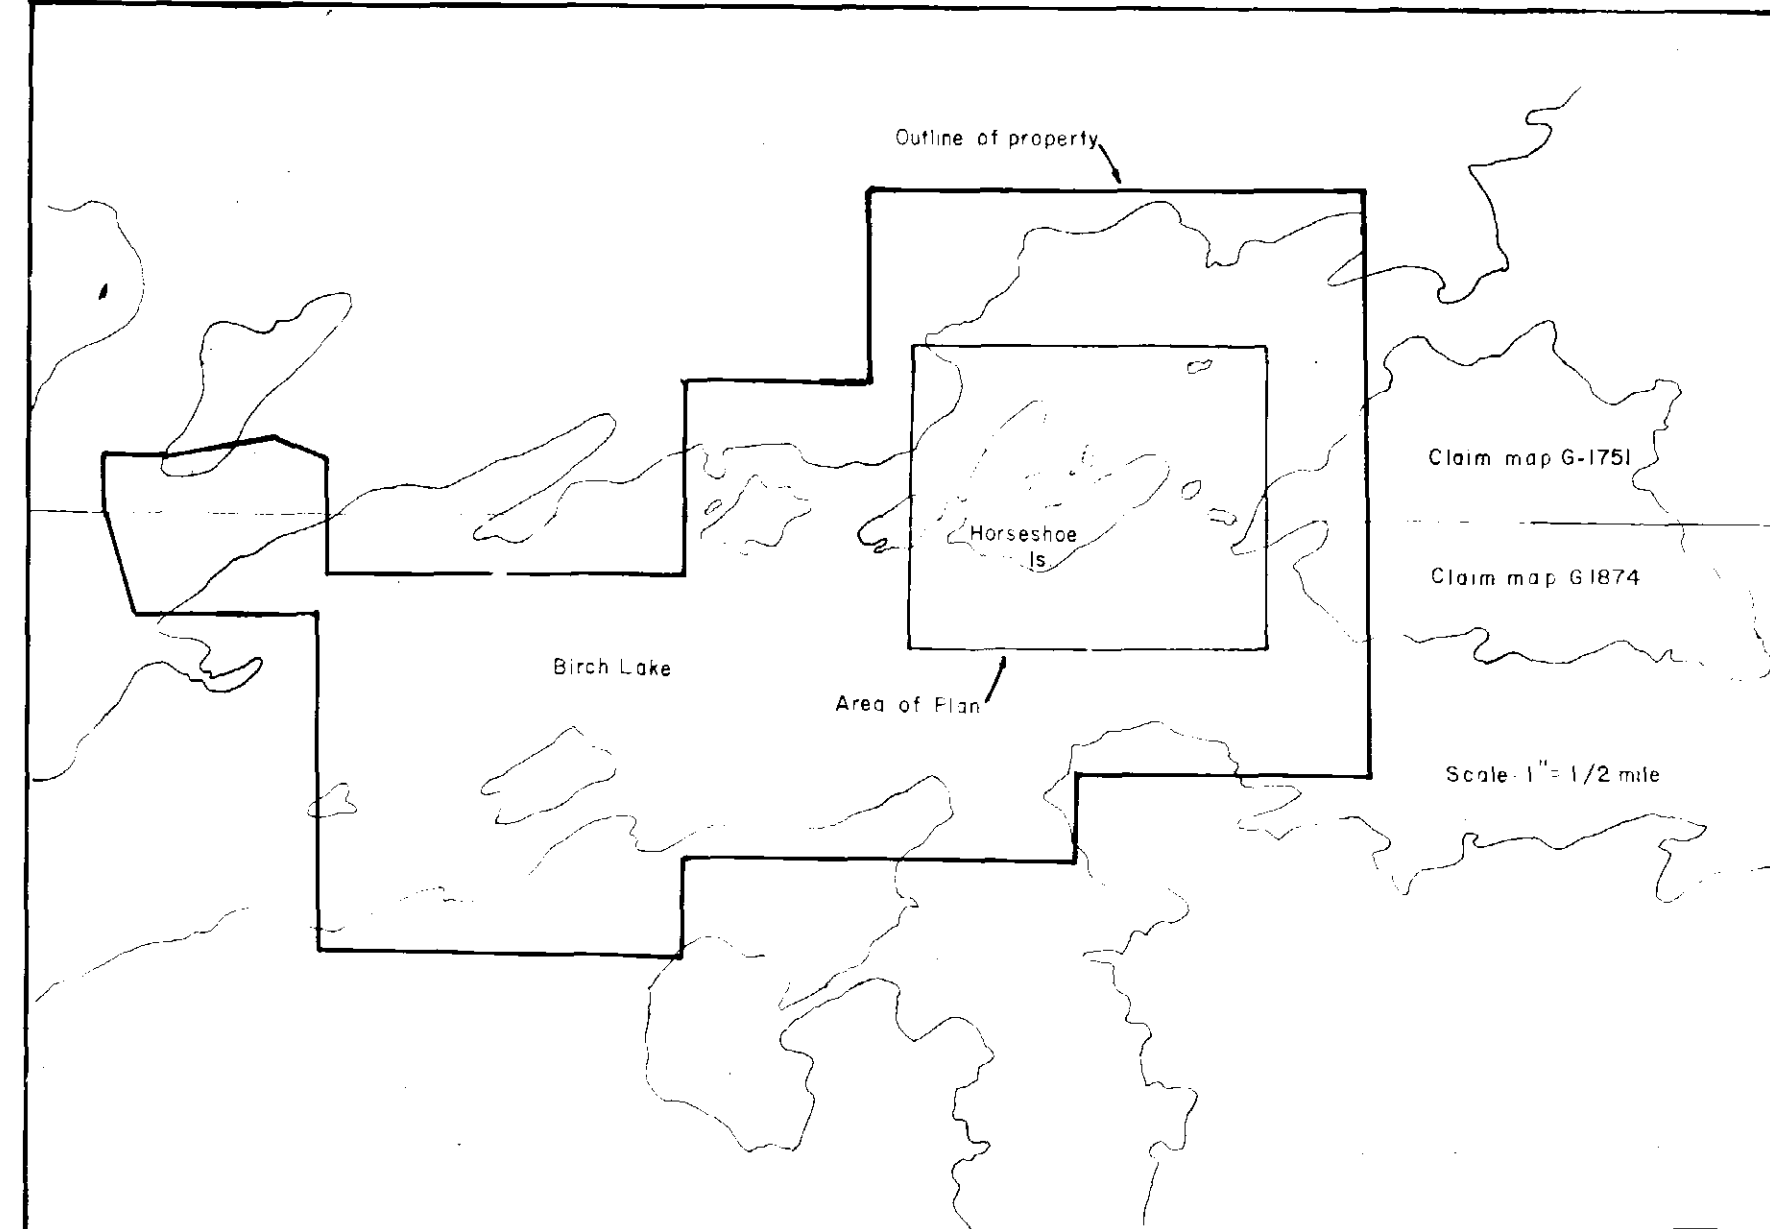 Outline of property
Claim map G-1751
Horseshoe
Is.
Claim map G1874
Birch Lake
Area of Plan
Scale: 1"= 1/2 mile